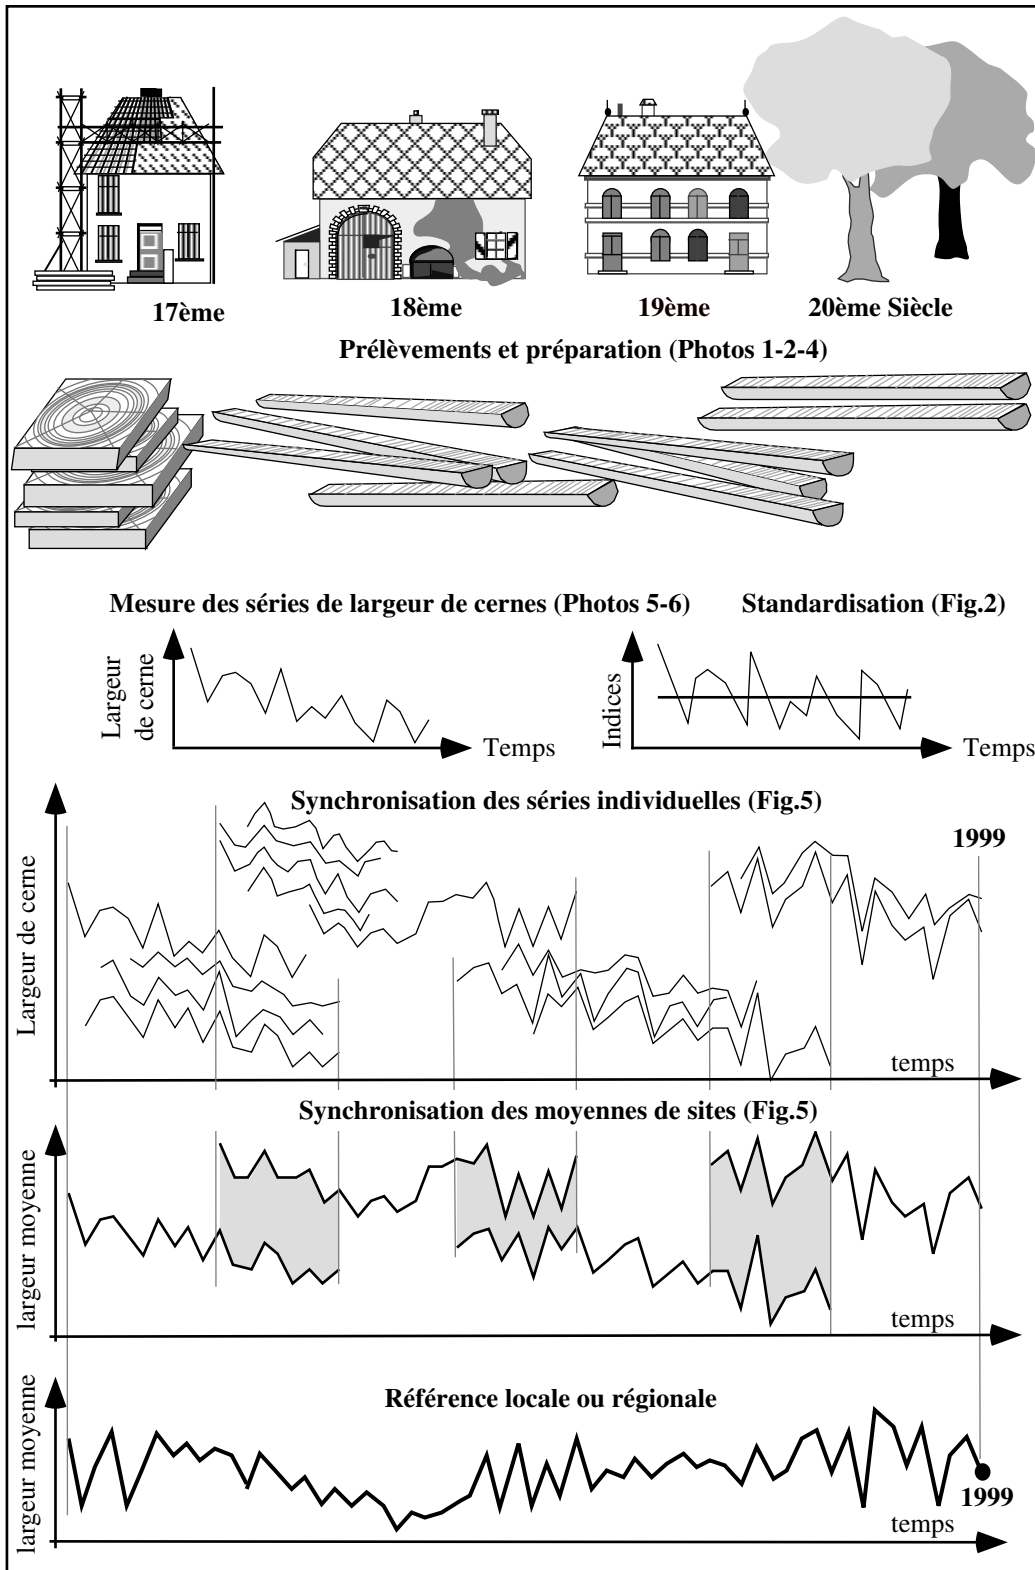 17ème
18ème
19ème
20ème Siècle
Prélèvements et préparation (Photos 1-2-4)
Mesure des séries de largeur de cernes (Photos 5-6)
Standardisation (Fig.2)
Largeur
de cerne
Temps
Indices
Temps
Synchronisation des séries individuelles (Fig.5)
1999
Largeur de cerne
temps
Synchronisation des moyennes de sites (Fig.5)
largeur moyenne
temps
Référence locale ou régionale
largeur moyenne
1999
temps